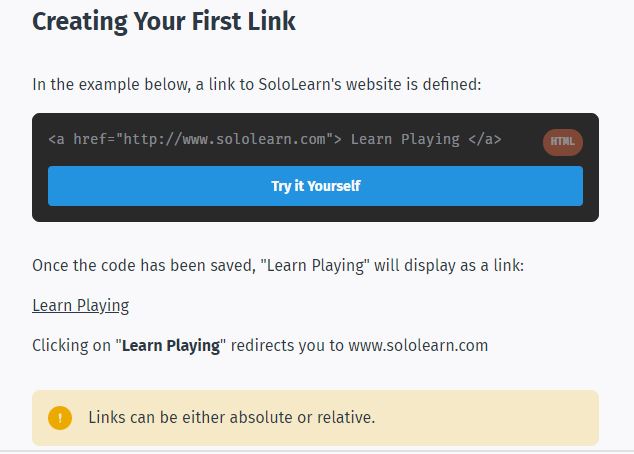 Creating Your First Link
In the example below, a link to SoloLearn's website is defined:
<a href="http://www.sololearn.com"> Learn Playing </a>
HTML
Try it Yourself
Once the code has been saved, "Learn Playing" will display as a link:
Learn Playing
Clicking on "Learn Playing" redirects you to www.sololearn.com
!
Links can be either absolute or relative.